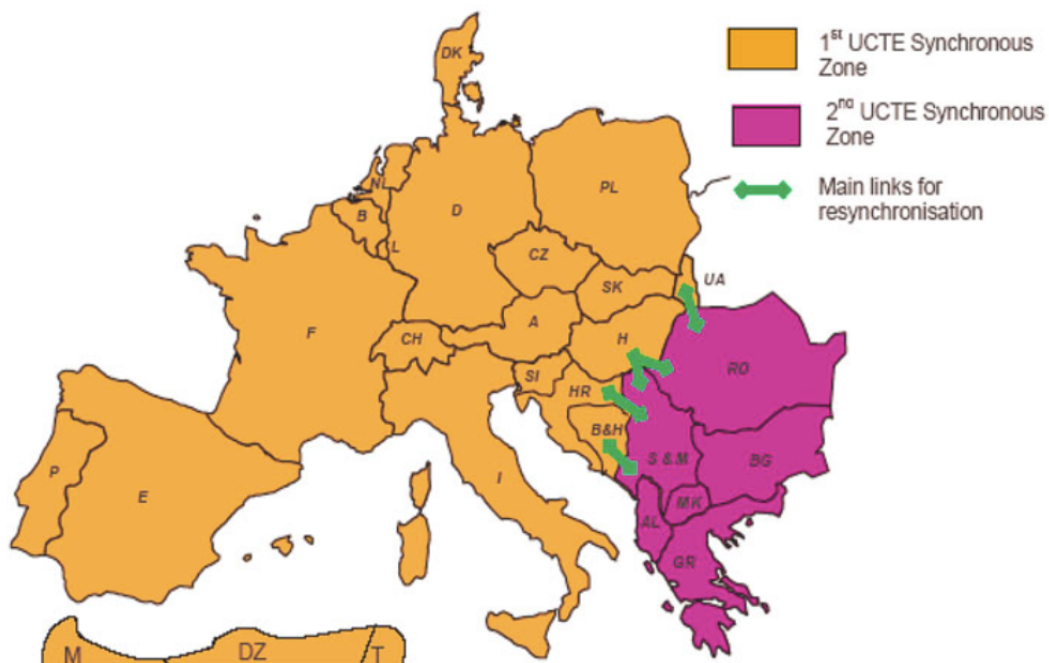 DK
1st UCTE Synchronous
Zone
2nd UCTE Synchronous
Zone
Main links for
resynchronisation
NL
B
L
D
PL
CZ
SK
UA
F
CH
A
H
RO
SI
HR
B&H
S &M
BG
P
E
I
AL
MK
GR
M
DZ
T